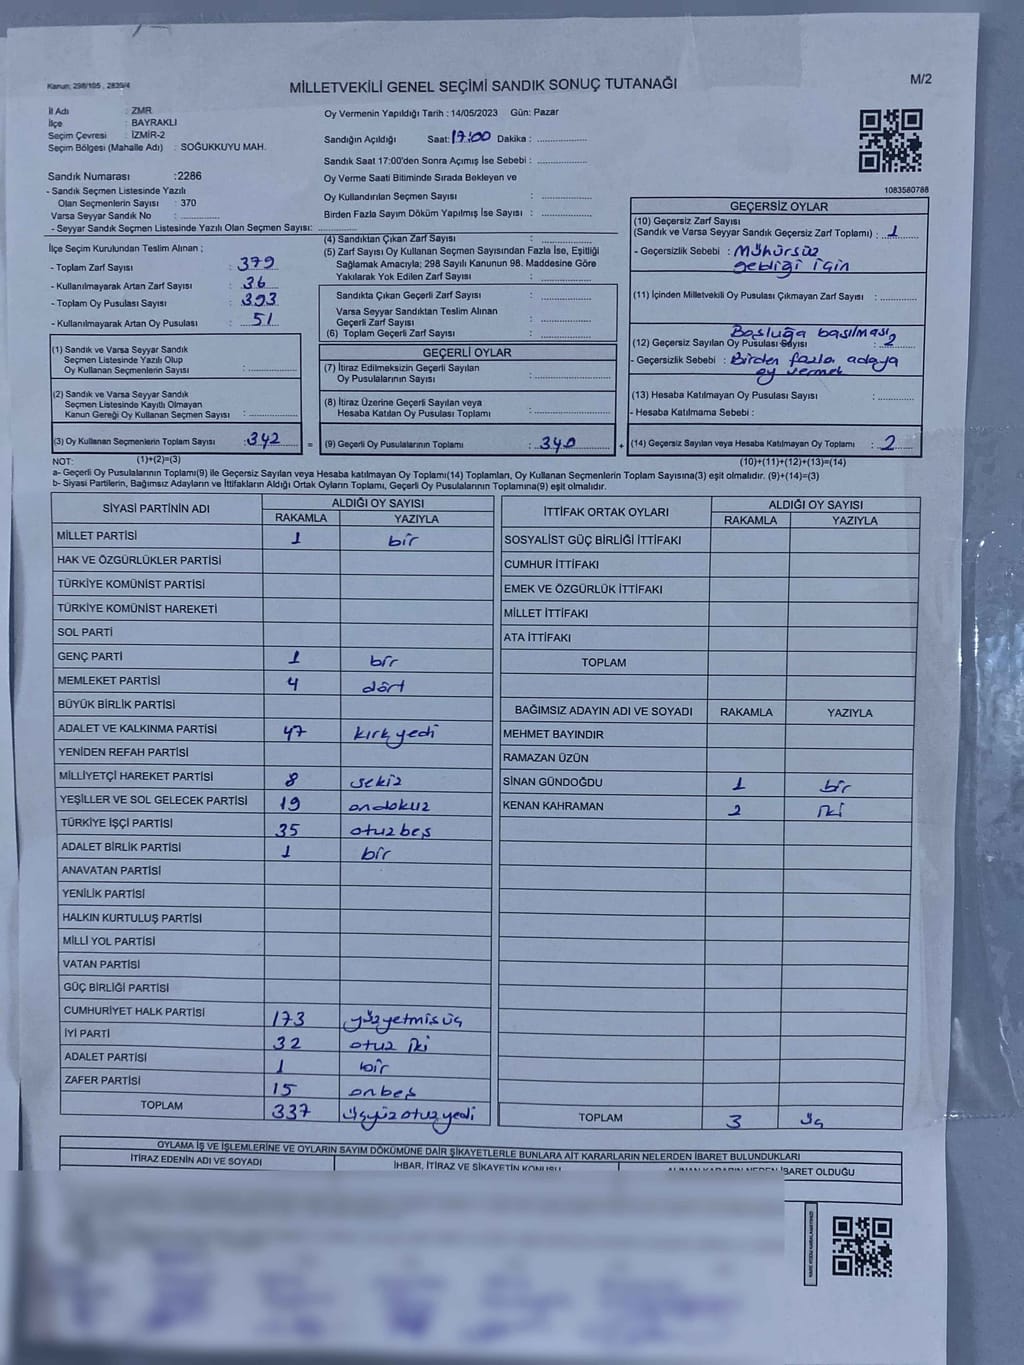 Kanun: 298/105 , 2839/4
MİLLETVEKİLİ GENEL SEÇİMİ SANDIK SONUÇ TUTANAĞI
M/2
İl Adı : ZMR
İlçe : BAYRAKLI
Seçim Çevresi : İZMİR-2
Seçim Bölgesi (Mahalle Adı) : SOĞUKKUYU MAH.
Sandık Numarası :2286
- Sandık Seçmen Listesinde Yazılı
Olan Seçmenlerin Sayısı : 370
Varsa Seyyar Sandık No : ..............
- Seyyar Sandık Seçmen Listesinde Yazılı Olan Seçmen Sayısı: ..............
Oy Vermenin Yapıldığı Tarih : 14/05/2023 Gün: Pazar
Sandığın Açıldığı Saat: 17:00 Dakika : ..............
Sandık Saat 17:00'den Sonra Açımış İse Sebebi : ..............
Oy Verme Saati Bitiminde Sırada Bekleyen ve
Oy Kullandırılan Seçmen Sayısı : ..............
Birden Fazla Sayım Döküm Yapılmış İse Sayısı : ..............
1083580788
İlçe Seçim Kurulundan Teslim Alınan ;
- Toplam Zarf Sayısı : 379
- Kullanılmayarak Artan Zarf Sayısı : 36
- Toplam Oy Pusulası Sayısı : 393
- Kullanılmayarak Artan Oy Pusulası : 51
(1) Sandık ve Varsa Seyyar Sandık
Seçmen Listesinde Yazılı Olup
Oy Kullanan Seçmenlerin Sayısı : ..............
(2) Sandık ve Varsa Seyyar Sandık
Seçmen Listesinde Kayıtlı Olmayan
Kanun Gereği Oy Kullanan Seçmen Sayısı : ..............
(3) Oy Kullanan Seçmenlerin Toplam Sayısı : 342 =
(4) Sandıktan Çıkan Zarf Sayısı : ..............
(5) Zarf Sayısı Oy Kullanan Seçmen Sayısından Fazla İse, Eşitliği
Sağlamak Amacıyla; 298 Sayılı Kanunun 98. Maddesine Göre
Yakılarak Yok Edilen Zarf Sayısı : ..............
Sandıkta Çıkan Geçerli Zarf Sayısı : ..............
Varsa Seyyar Sandıktan Teslim Alınan
Geçerli Zarf Sayısı : ..............
(6) Toplam Geçerli Zarf Sayısı : ..............
GEÇERLİ OYLAR
(7) İtiraz Edilmeksizin Geçerli Sayılan
Oy Pusulalarının Sayısı : ..............
(8) İtiraz Üzerine Geçerli Sayılan veya
Hesaba Katılan Oy Pusulası Toplamı : ..............
(9) Geçerli Oy Pusulalarının Toplamı : 340 +
GEÇERSİZ OYLAR
(10) Geçersiz Zarf Sayısı
(Sandık ve Varsa Seyyar Sandık Geçersiz Zarf Toplamı) : 1
- Geçersizlik Sebebi : Mühürsüz
geldiği için
(11) İçinden Milletvekili Oy Pusulası Çıkmayan Zarf Sayısı : ..............
Boşluğa basılması
(12) Geçersiz Sayılan Oy Pusulası Sayısı : 2
- Geçersizlik Sebebi : Birden fazla adaya
oy vermek
(13) Hesaba Katılmayan Oy Pusulası Sayısı : ..............
- Hesaba Katılmama Sebebi :
(14) Geçersiz Sayılan veya Hesaba Katılmayan Oy Toplamı : 2
NOT: (1)+(2)=(3)
(10)+(11)+(12)+(13)=(14)
a- Geçerli Oy Pusulalarının Toplamı(9) ile Geçersiz Sayılan veya Hesaba katılmayan Oy Toplamı(14) Toplamları, Oy Kullanan Seçmenlerin Toplam Sayısına(3) eşit olmalıdır. (9)+(14)=(3)
b- Siyasi Partilerin, Bağımsız Adayların ve İttifakların Aldığı Ortak Oyların Toplamı, Geçerli Oy Pusulalarının Toplamına(9) eşit olmalıdır.
SİYASİ PARTİNİN ADI ALDIĞI OY SAYISI
RAKAMLA YAZIYLA
MİLLET PARTİSİ 1 bir
HAK VE ÖZGÜRLÜKLER PARTİSİ
TÜRKİYE KOMÜNİST PARTİSİ
TÜRKİYE KOMÜNİST HAREKETİ
SOL PARTİ
GENÇ PARTİ 1 bir
MEMLEKET PARTİSİ 4 dört
BÜYÜK BİRLİK PARTİSİ
ADALET VE KALKINMA PARTİSİ 47 kırkyedi
YENİDEN REFAH PARTİSİ
MİLLİYETÇİ HAREKET PARTİSİ 8 sekiz
YEŞİLLER VE SOL GELECEK PARTİSİ 19 ondokuz
TÜRKİYE İŞÇİ PARTİSİ 35 otuzbeş
ADALET BİRLİK PARTİSİ 1 bir
ANAVATAN PARTİSİ
YENİLİK PARTİSİ
HALKIN KURTULUŞ PARTİSİ
MİLLİ YOL PARTİSİ
VATAN PARTİSİ
GÜÇ BİRLİĞİ PARTİSİ
CUMHURİYET HALK PARTİSİ 173 yüzyetmişüç
İYİ PARTİ 32 otuz iki
ADALET PARTİSİ 1 bir
ZAFER PARTİSİ 15 onbeş
TOPLAM 337 üçyüzotuzyedi
İTTİFAK ORTAK OYLARI ALDIĞI OY SAYISI
RAKAMLA YAZIYLA
SOSYALIST GÜÇ BİRLİĞİ İTTİFAKI
CUMHUR İTTİFAKI
EMEK VE ÖZGÜRLÜK İTTİFAKI
MİLLET İTTİFAKI
ATA İTTİFAKI
TOPLAM
BAĞIMSIZ ADAYIN ADI VE SOYADI RAKAMLA YAZIYLA
MEHMET BAYINDIR
RAMAZAN ÜZÜN
SİNAN GÜNDOĞDU 1 bir
KENAN KAHRAMAN 2 iki
TOPLAM 3 üç
OYLAMA İŞ VE İŞLEMLERİNE VE OYLARIN SAYIM DÖKÜMÜNE DAİR ŞİKAYETLERLE BUNLARA AİT KARARLARIN NELERDEN İBARET BULUNDUKLARI
İTİRAZ EDENİN ADI VE SOYADI
İHBAR, İTİRAZ VE ŞİKAYETİN KONUSU
ALINAN KARARIN NEDEN İBARET OLDUĞU